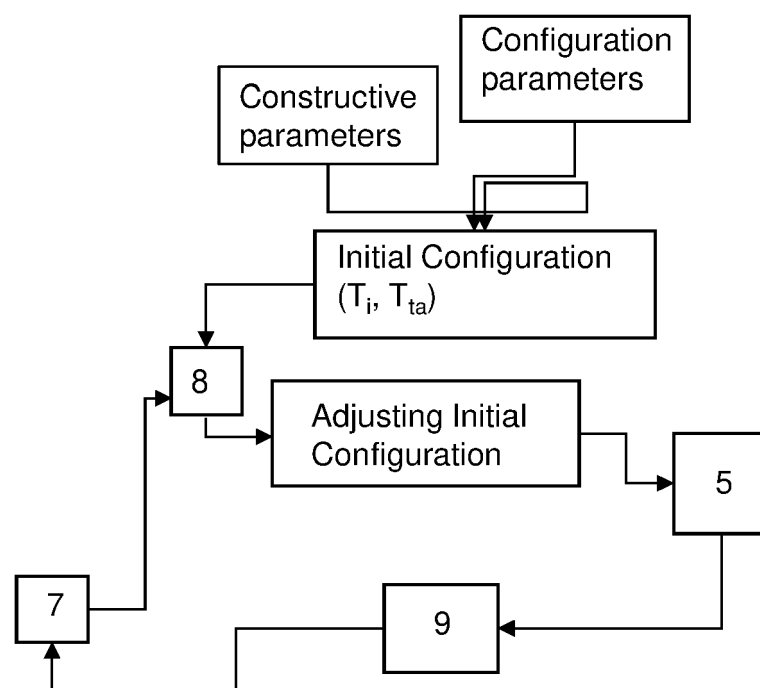 Configuration
parameters
Constructive
parameters
Initial Configuration
(Ti, Tta)
8
Adjusting Initial
Configuration
5
7
9